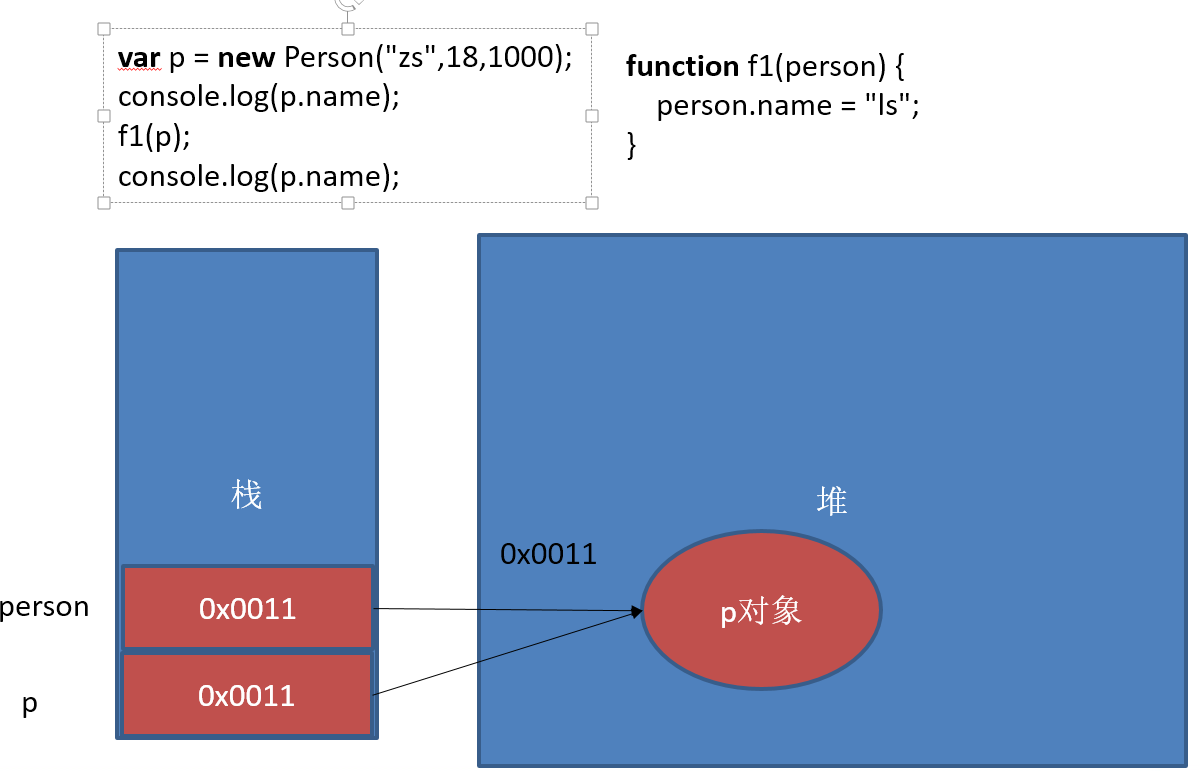 var p = new Person("zs",18,1000);
console.log(p.name);
f1(p);
console.log(p.name);
function f1(person) {
person.name = "ls";
}
栈
堆
0x0011
person
0x0011
p对象
p
0x0011